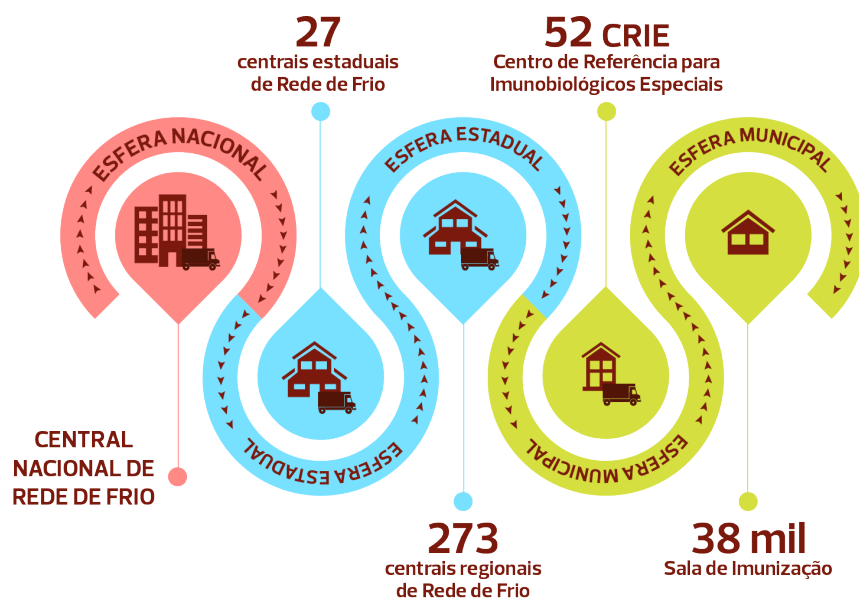 27
centrais estaduais
de Rede de Frio
52 CRIE
Centro de Referência para
Imunobiológicos Especiais
ESFERA NACIONAL
ESFERA ESTADUAL
ESFERA MUNICIPAL
ESFERA ESTADUAL
ESFERA MUNICIPAL
CENTRAL
NACIONAL DE
REDE DE FRIO
273
centrais regionais
de Rede de Frio
38 mil
Sala de Imunização